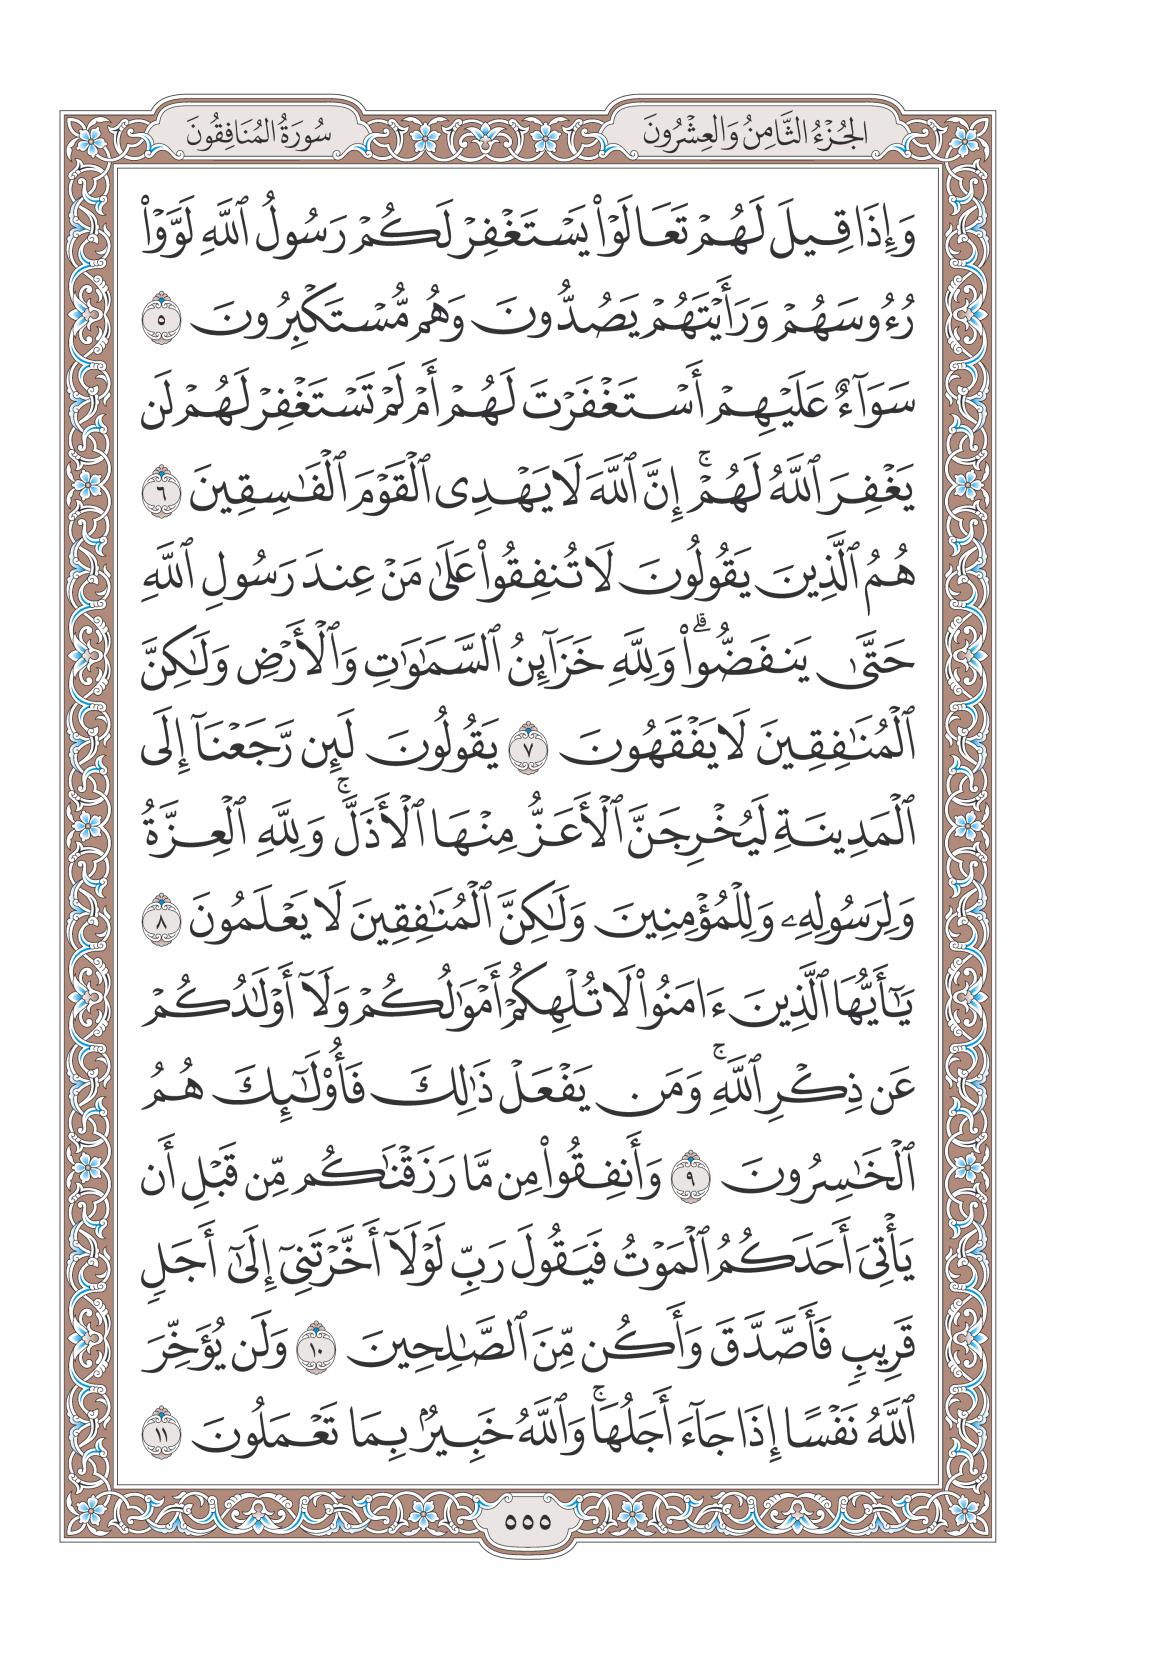 الجُزْءُ الثَّامِنُ وَالعِشْرُونَ
سُورَةُ المُنَافِقُونَ
وَإِذَا قِيلَ لَهُمْ تَعَالَوْا۟ يَسْتَغْفِرْ لَكُمْ رَسُولُ ٱللَّهِ لَوَّوْا۟
رُءُوسَهُمْ وَرَأَيْتَهُمْ يَصُدُّونَ وَهُم مُّسْتَكْبِرُونَ ٥
سَوَآءٌ عَلَيْهِمْ أَسْتَغْفَرْتَ لَهُمْ أَمْ لَمْ تَسْتَغْفِرْ لَهُمْ لَن
يَغْفِرَ ٱللَّهُ لَهُمْ ۚ إِنَّ ٱللَّهَ لَا يَهْدِى ٱلْقَوْمَ ٱلْفَـٰسِقِينَ ٦
هُمُ ٱلَّذِينَ يَقُولُونَ لَا تُنفِقُوا۟ عَلَىٰ مَنْ عِندَ رَسُولِ ٱللَّهِ
حَتَّىٰ يَنفَضُّوا۟ ۗ وَلِلَّهِ خَزَآئِنُ ٱلسَّمَـٰوَٰتِ وَٱلْأَرْضِ وَلَـٰكِنَّ
ٱلْمُنَـٰفِقِينَ لَا يَفْقَهُونَ ٧ يَقُولُونَ لَئِن رَّجَعْنَآ إِلَى
ٱلْمَدِينَةِ لَيُخْرِجَنَّ ٱلْأَعَزُّ مِنْهَا ٱلْأَذَلَّ ۚ وَلِلَّهِ ٱلْعِزَّةُ
وَلِرَسُولِهِۦ وَلِلْمُؤْمِنِينَ وَلَـٰكِنَّ ٱلْمُنَـٰفِقِينَ لَا يَعْلَمُونَ ٨
يَـٰٓأَيُّهَا ٱلَّذِينَ ءَامَنُوا۟ لَا تُلْهِكُمْ أَمْوَٰلُكُمْ وَلَآ أَوْلَـٰدُكُمْ
عَن ذِكْرِ ٱللَّهِ ۚ وَمَن يَفْعَلْ ذَٰلِكَ فَأُو۟لَـٰٓئِكَ هُمُ
ٱلْخَـٰسِرُونَ ٩ وَأَنفِقُوا۟ مِن مَّا رَزَقْنَـٰكُم مِّن قَبْلِ أَن
يَأْتِىَ أَحَدَكُمُ ٱلْمَوْتُ فَيَقُولَ رَبِّ لَوْلَآ أَخَّرْتَنِىٓ إِلَىٰٓ أَجَلٍ
قَرِيبٍ فَأَصَّدَّقَ وَأَكُن مِّنَ ٱلصَّـٰلِحِينَ ١٠ وَلَن يُؤَخِّرَ
ٱللَّهُ نَفْسًا إِذَا جَآءَ أَجَلُهَا ۚ وَٱللَّهُ خَبِيرٌۢ بِمَا تَعْمَلُونَ ١١
٥٥٥